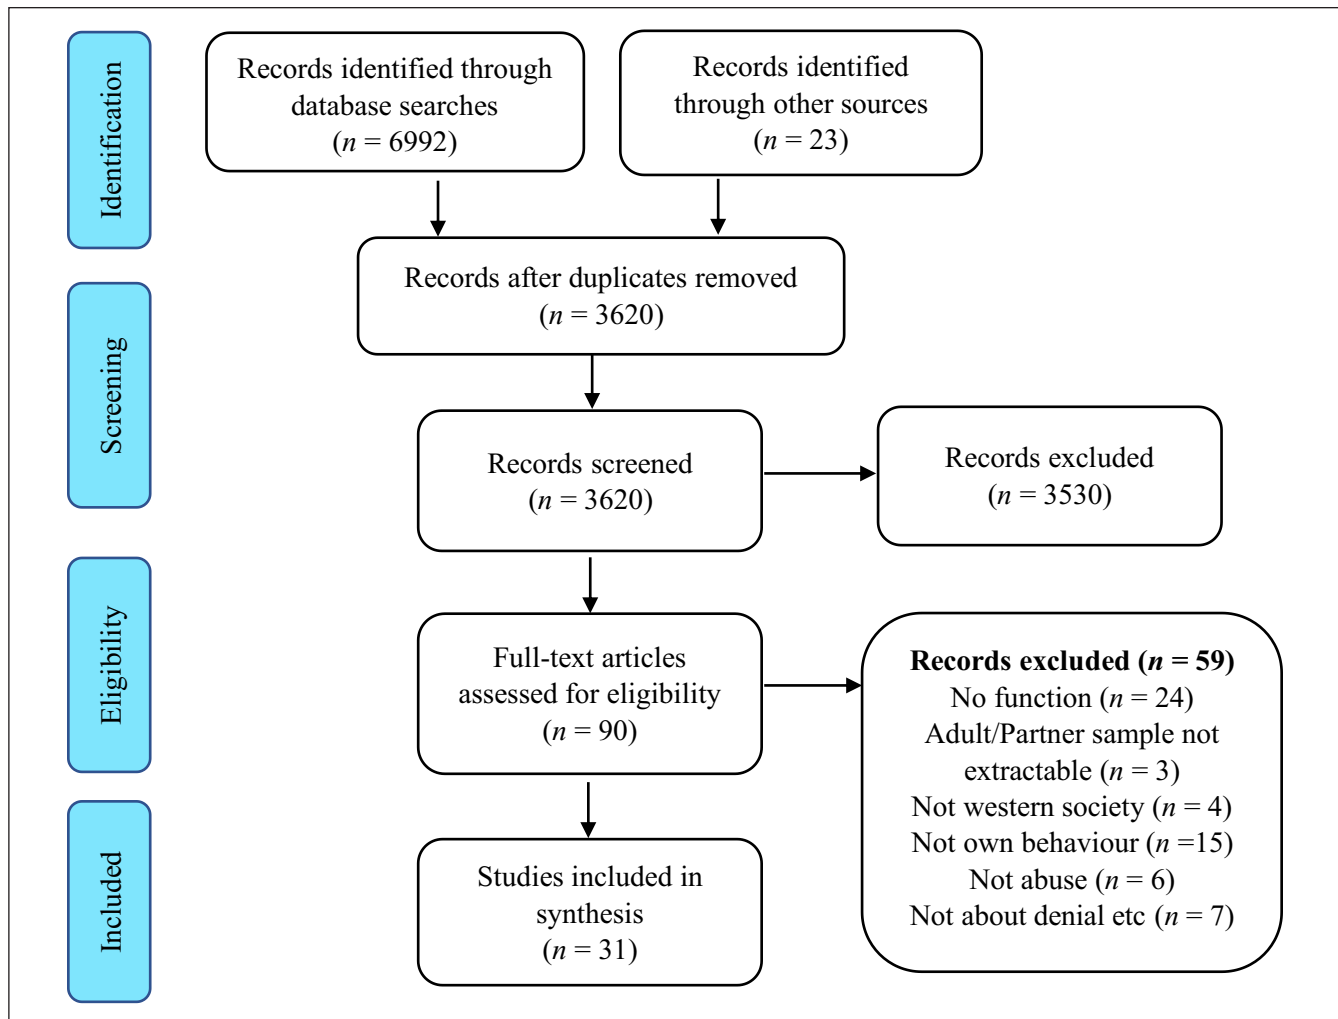 Identification
Records identified through
database searches
(n = 6992)
Records identified
through other sources
(n = 23)
Records after duplicates removed
(n = 3620)
Screening
Records screened
(n = 3620)
Records excluded
(n = 3530)
Eligibility
Full-text articles
assessed for eligibility
(n = 90)
Records excluded (n = 59)
No function (n = 24)
Adult/Partner sample not
extractable (n = 3)
Not western society (n = 4)
Not own behaviour (n =15)
Not abuse (n = 6)
Not about denial etc (n = 7)
Included
Studies included in
synthesis
(n = 31)